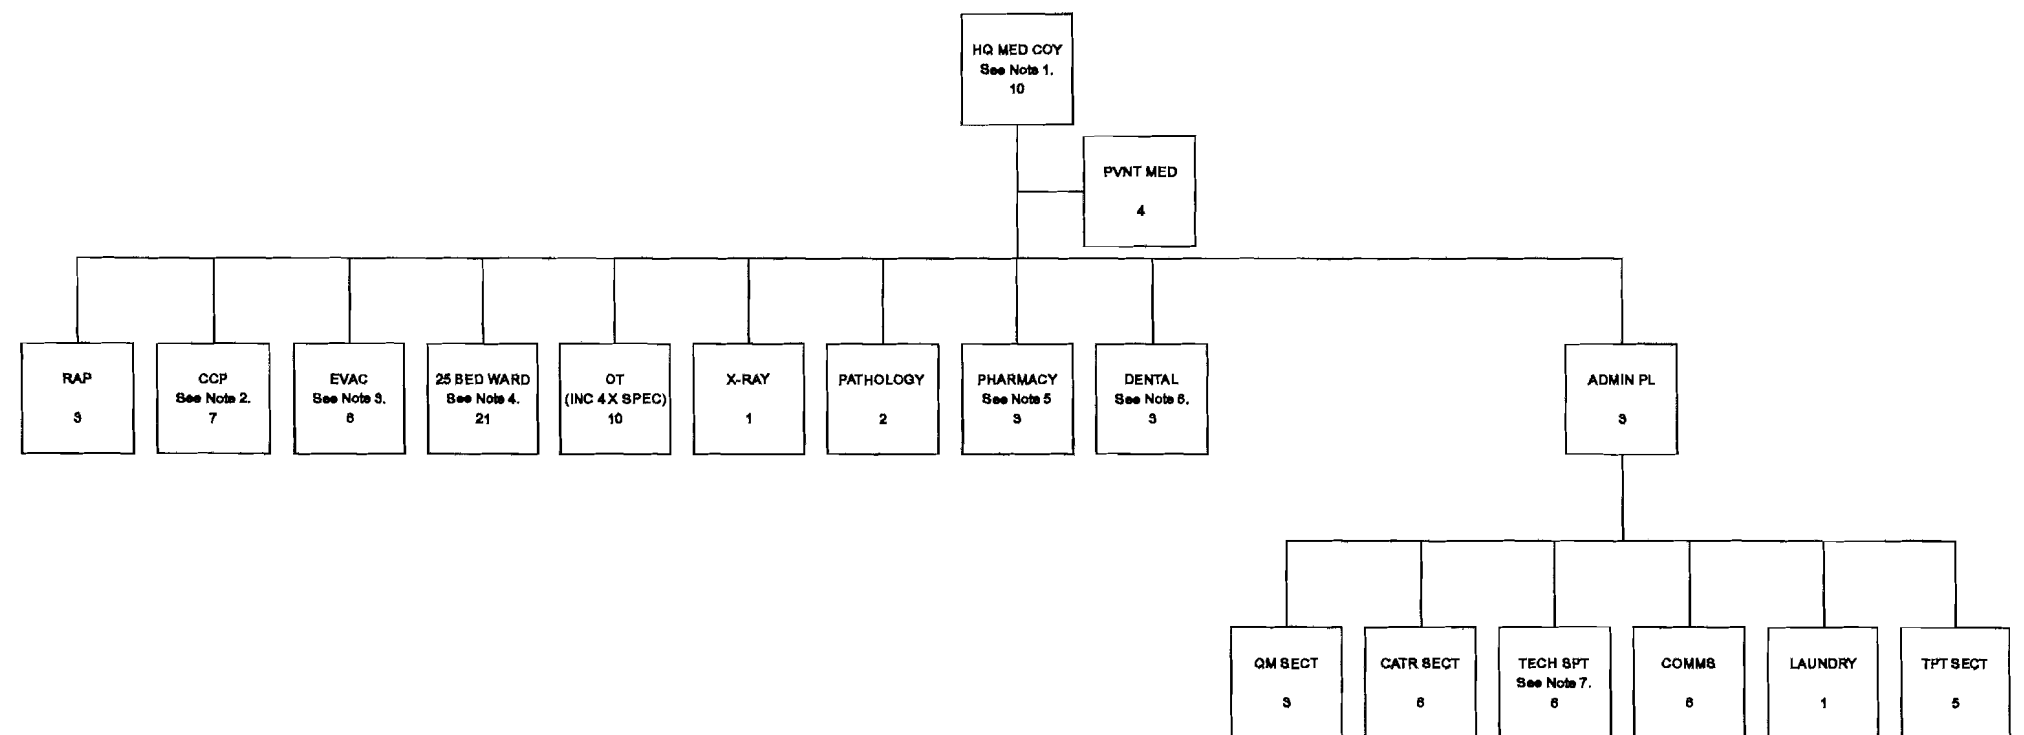 HQ MED COY
See Note 1.
10
PVNT MED
4
RAP
3
CCP
See Note 2.
7
EVAC
See Note 3.
6
25 BED WARD
See Note 4.
21
OT
(INC 4X SPEC)
10
X-RAY
1
PATHOLOGY
2
PHARMACY
See Note 5
3
DENTAL
See Note 6.
3
ADMIN PL
3
QM SECT
3
CATR SECT
6
TECH SPT
See Note 7.
6
COMMS
6
LAUNDRY
1
TPT SECT
5